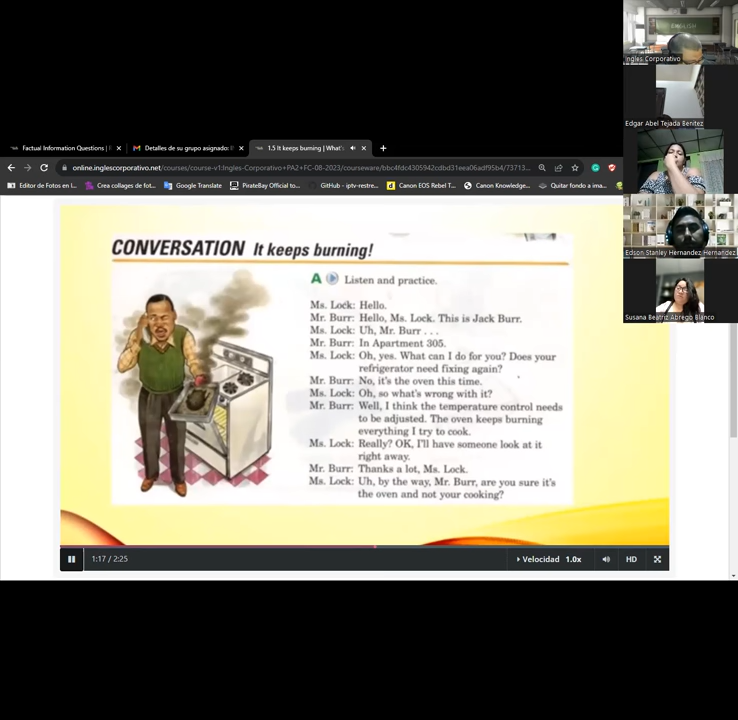 Factual Information Questions |
Detalles de su grupo asignado:
1.5 It keeps burning | What's
online.inglescorporativo.net/courses/course-v1:Ingles-Corporativo+PA2+FC-08-2023/courseware/bbc4fdc4305942cdbd31eea06adf95b4/73713...
Editor de Fotos en l...
Crea collages de fot...
Google Translate
PirateBay Official to...
GitHub - iptv-restre...
Canon EOS Rebel T...
Canon Knowledge...
Quitar fondo a ima...
ENGLISH
Ingles Corporativo
Edgar Abel Tejada Benitez
Edson Stanley Hernandez Hernandez
Susana Beatriz Abrego Blanco
CONVERSATION It keeps burning!
A Listen and practice.
Ms. Lock: Hello.
Mr. Burr: Hello, Ms. Lock. This is Jack Burr.
Ms. Lock: Uh, Mr. Burr . . .
Mr. Burr: In Apartment 305.
Ms. Lock: Oh, yes. What can I do for you? Does your
refrigerator need fixing again?
Mr. Burr: No, it's the oven this time.
Ms. Lock: Oh, so what's wrong with it?
Mr. Burr: Well, I think the temperature control needs
to be adjusted. The oven keeps burning
everything I try to cook.
Ms. Lock: Really? OK, I'll have someone look at it
right away.
Mr. Burr: Thanks a lot, Ms. Lock.
Ms. Lock: Uh, by the way, Mr. Burr, are you sure it's
the oven and not your cooking?
1:17 / 2:25
Velocidad 1.0x
HD